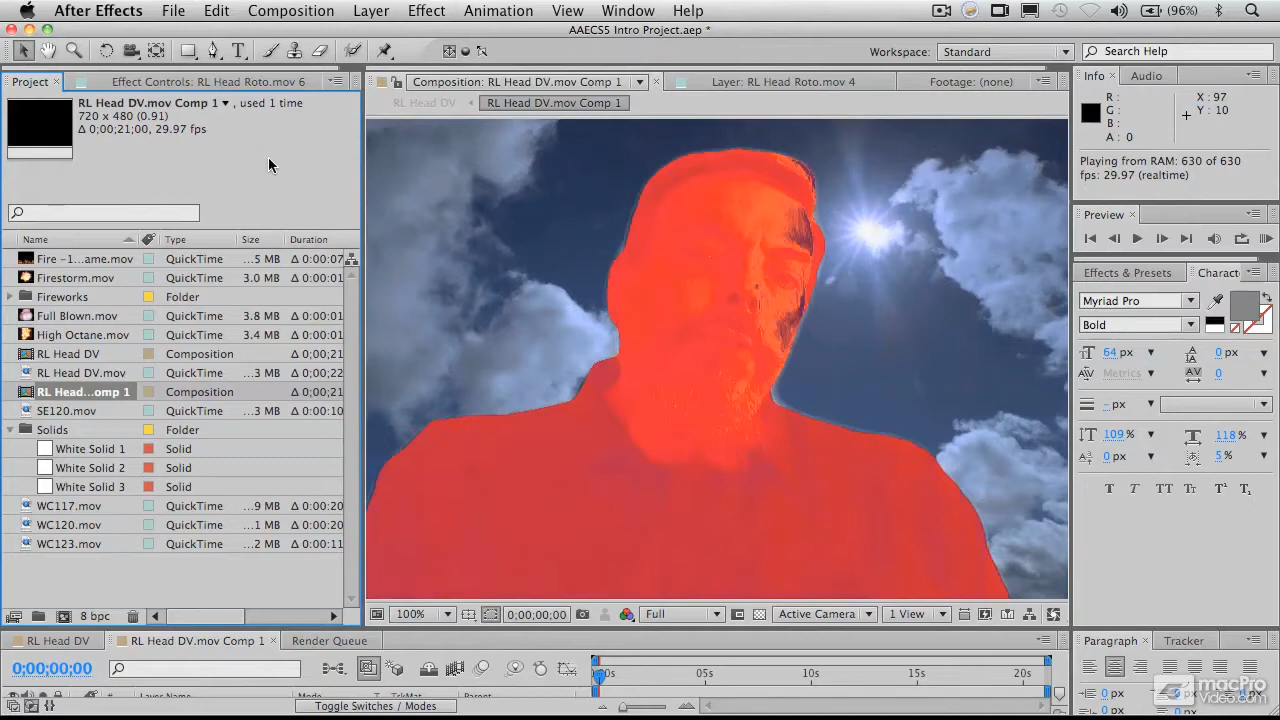 After Effects File Edit Composition Layer Effect Animation View Window Help (96%)
AAECS5 Intro Project.aep *
Workspace: Standard Search Help
Project Effect Controls: RL Head Roto.mov 6 Composition: RL Head DV.mov Comp 1 Layer: RL Head Roto.mov 4 Footage: (none) Info Audio
RL Head DV RL Head DV.mov Comp 1
RL Head DV.mov Comp 1 , used 1 time
720 x 480 (0.91)
Δ 0;00;21;00, 29.97 fps
R : X : 97
G : Y : 10
B :
A : 0
Playing from RAM: 630 of 630
fps: 29.97 (realtime)
Preview
Name Type Size Duration
Fire -1...ame.mov QuickTime ...5 MB Δ 0:00:07
Firestorm.mov QuickTime 3.0 MB Δ 0:00:01
Fireworks Folder
Full Blown.mov QuickTime 3.8 MB Δ 0:00:01
High Octane.mov QuickTime 3.4 MB Δ 0:00:01
RL Head DV Composition Δ 0;00;21
RL Head DV.mov QuickTime ...3 MB Δ 0;00;22
RL Head...omp 1 Composition Δ 0;00;21
SE120.mov QuickTime ...3 MB Δ 0:00:10
Solids Folder
White Solid 1 Solid
White Solid 2 Solid
White Solid 3 Solid
WC117.mov QuickTime ...9 MB Δ 0:00:20
WC120.mov QuickTime ...1 MB Δ 0:00:20
WC123.mov QuickTime ...2 MB Δ 0:00:11
8 bpc
Effects & Presets Charact
Myriad Pro
Bold
64 px 0 px
Metrics 0
- px
109 % 118 %
0 px 5 %
T T TT Tr T¹ T₁
100% 0;00;00;00 Full Active Camera 1 View
RL Head DV RL Head DV.mov Comp 1 Render Queue
0;00;00;00
00s 05s 10s 15s 20s
# Layer Name Mode T TrkMat Parent
Toggle Switches / Modes
Paragraph Tracker
0 px
0 px
macProVideo.com